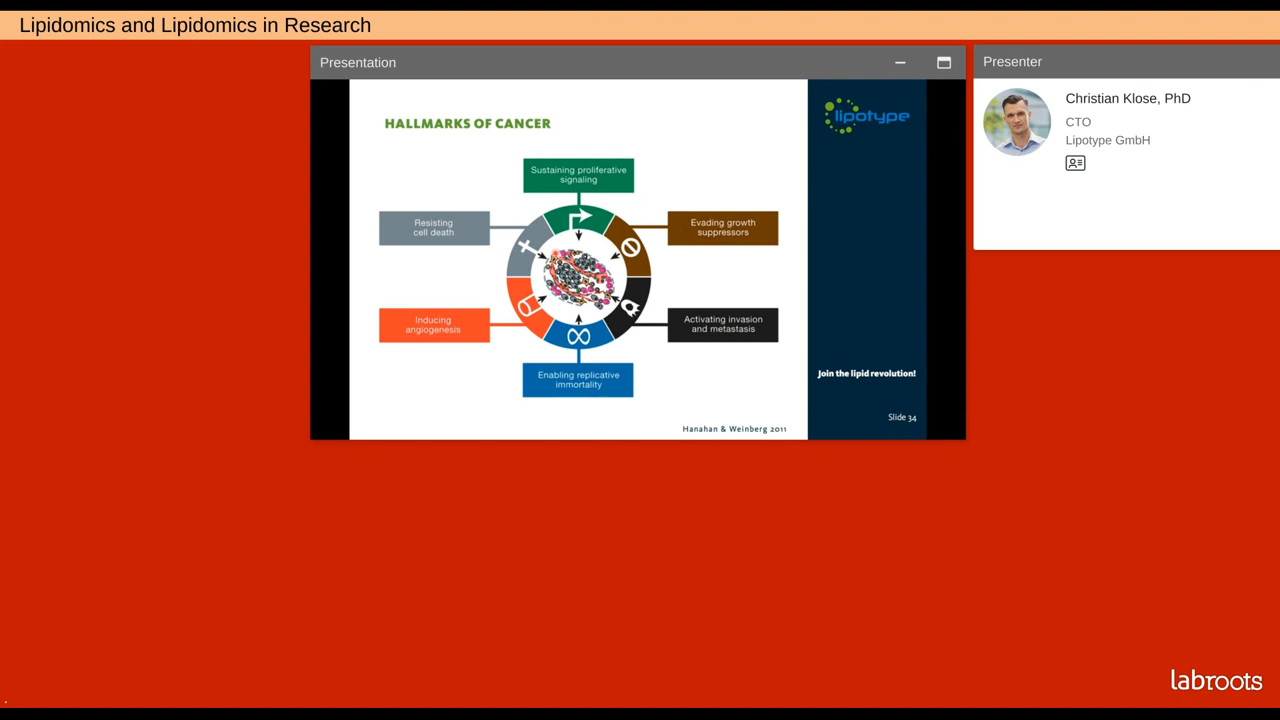 Lipidomics and Lipidomics in Research
Presentation
Presenter
Christian Klose, PhD
CTO
Lipotype GmbH
HALLMARKS OF CANCER
lipotype
Sustaining proliferative
signaling
Resisting
cell death
Evading growth
suppressors
Inducing
angiogenesis
Activating invasion
and metastasis
Enabling replicative
immortality
Join the lipid revolution!
Slide 34
Hanahan & Weinberg 2011
labroots